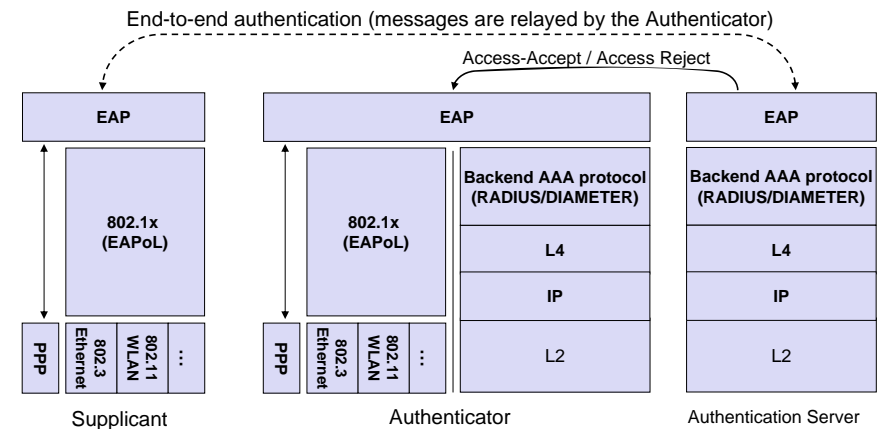 End-to-end authentication (messages are relayed by the Authenticator)
Access-Accept / Access Reject
EAP
EAP
EAP
802.1x
(EAPoL)
802.1x
(EAPoL)
Backend AAA protocol
(RADIUS/DIAMETER)
Backend AAA protocol
(RADIUS/DIAMETER)
L4
L4
IP
IP
PPP
802.3
Ethernet
802.11
WLAN
...
PPP
802.3
Ethernet
802.11
WLAN
...
L2
L2
Supplicant
Authenticator
Authentication Server